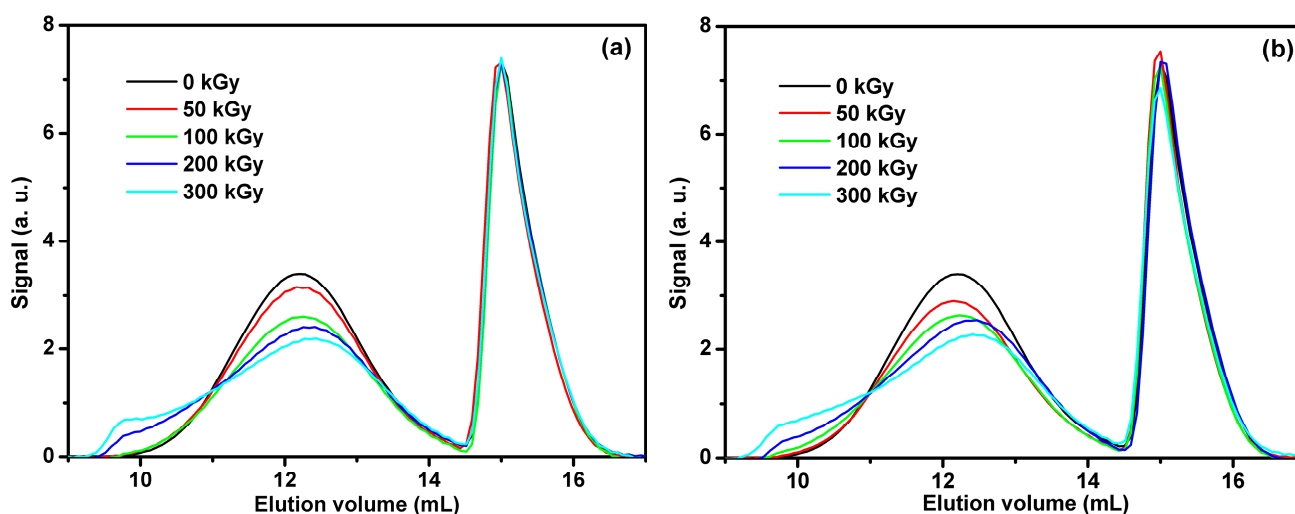 (a)
8
6
4
2
0
Signal (a. u.)
0 kGy
50 kGy
100 kGy
200 kGy
300 kGy
10 12 14 16
Elution volume (mL)
(b)
8
6
4
2
0
Signal (a. u.)
0 kGy
50 kGy
100 kGy
200 kGy
300 kGy
10 12 14 16
Elution volume (mL)